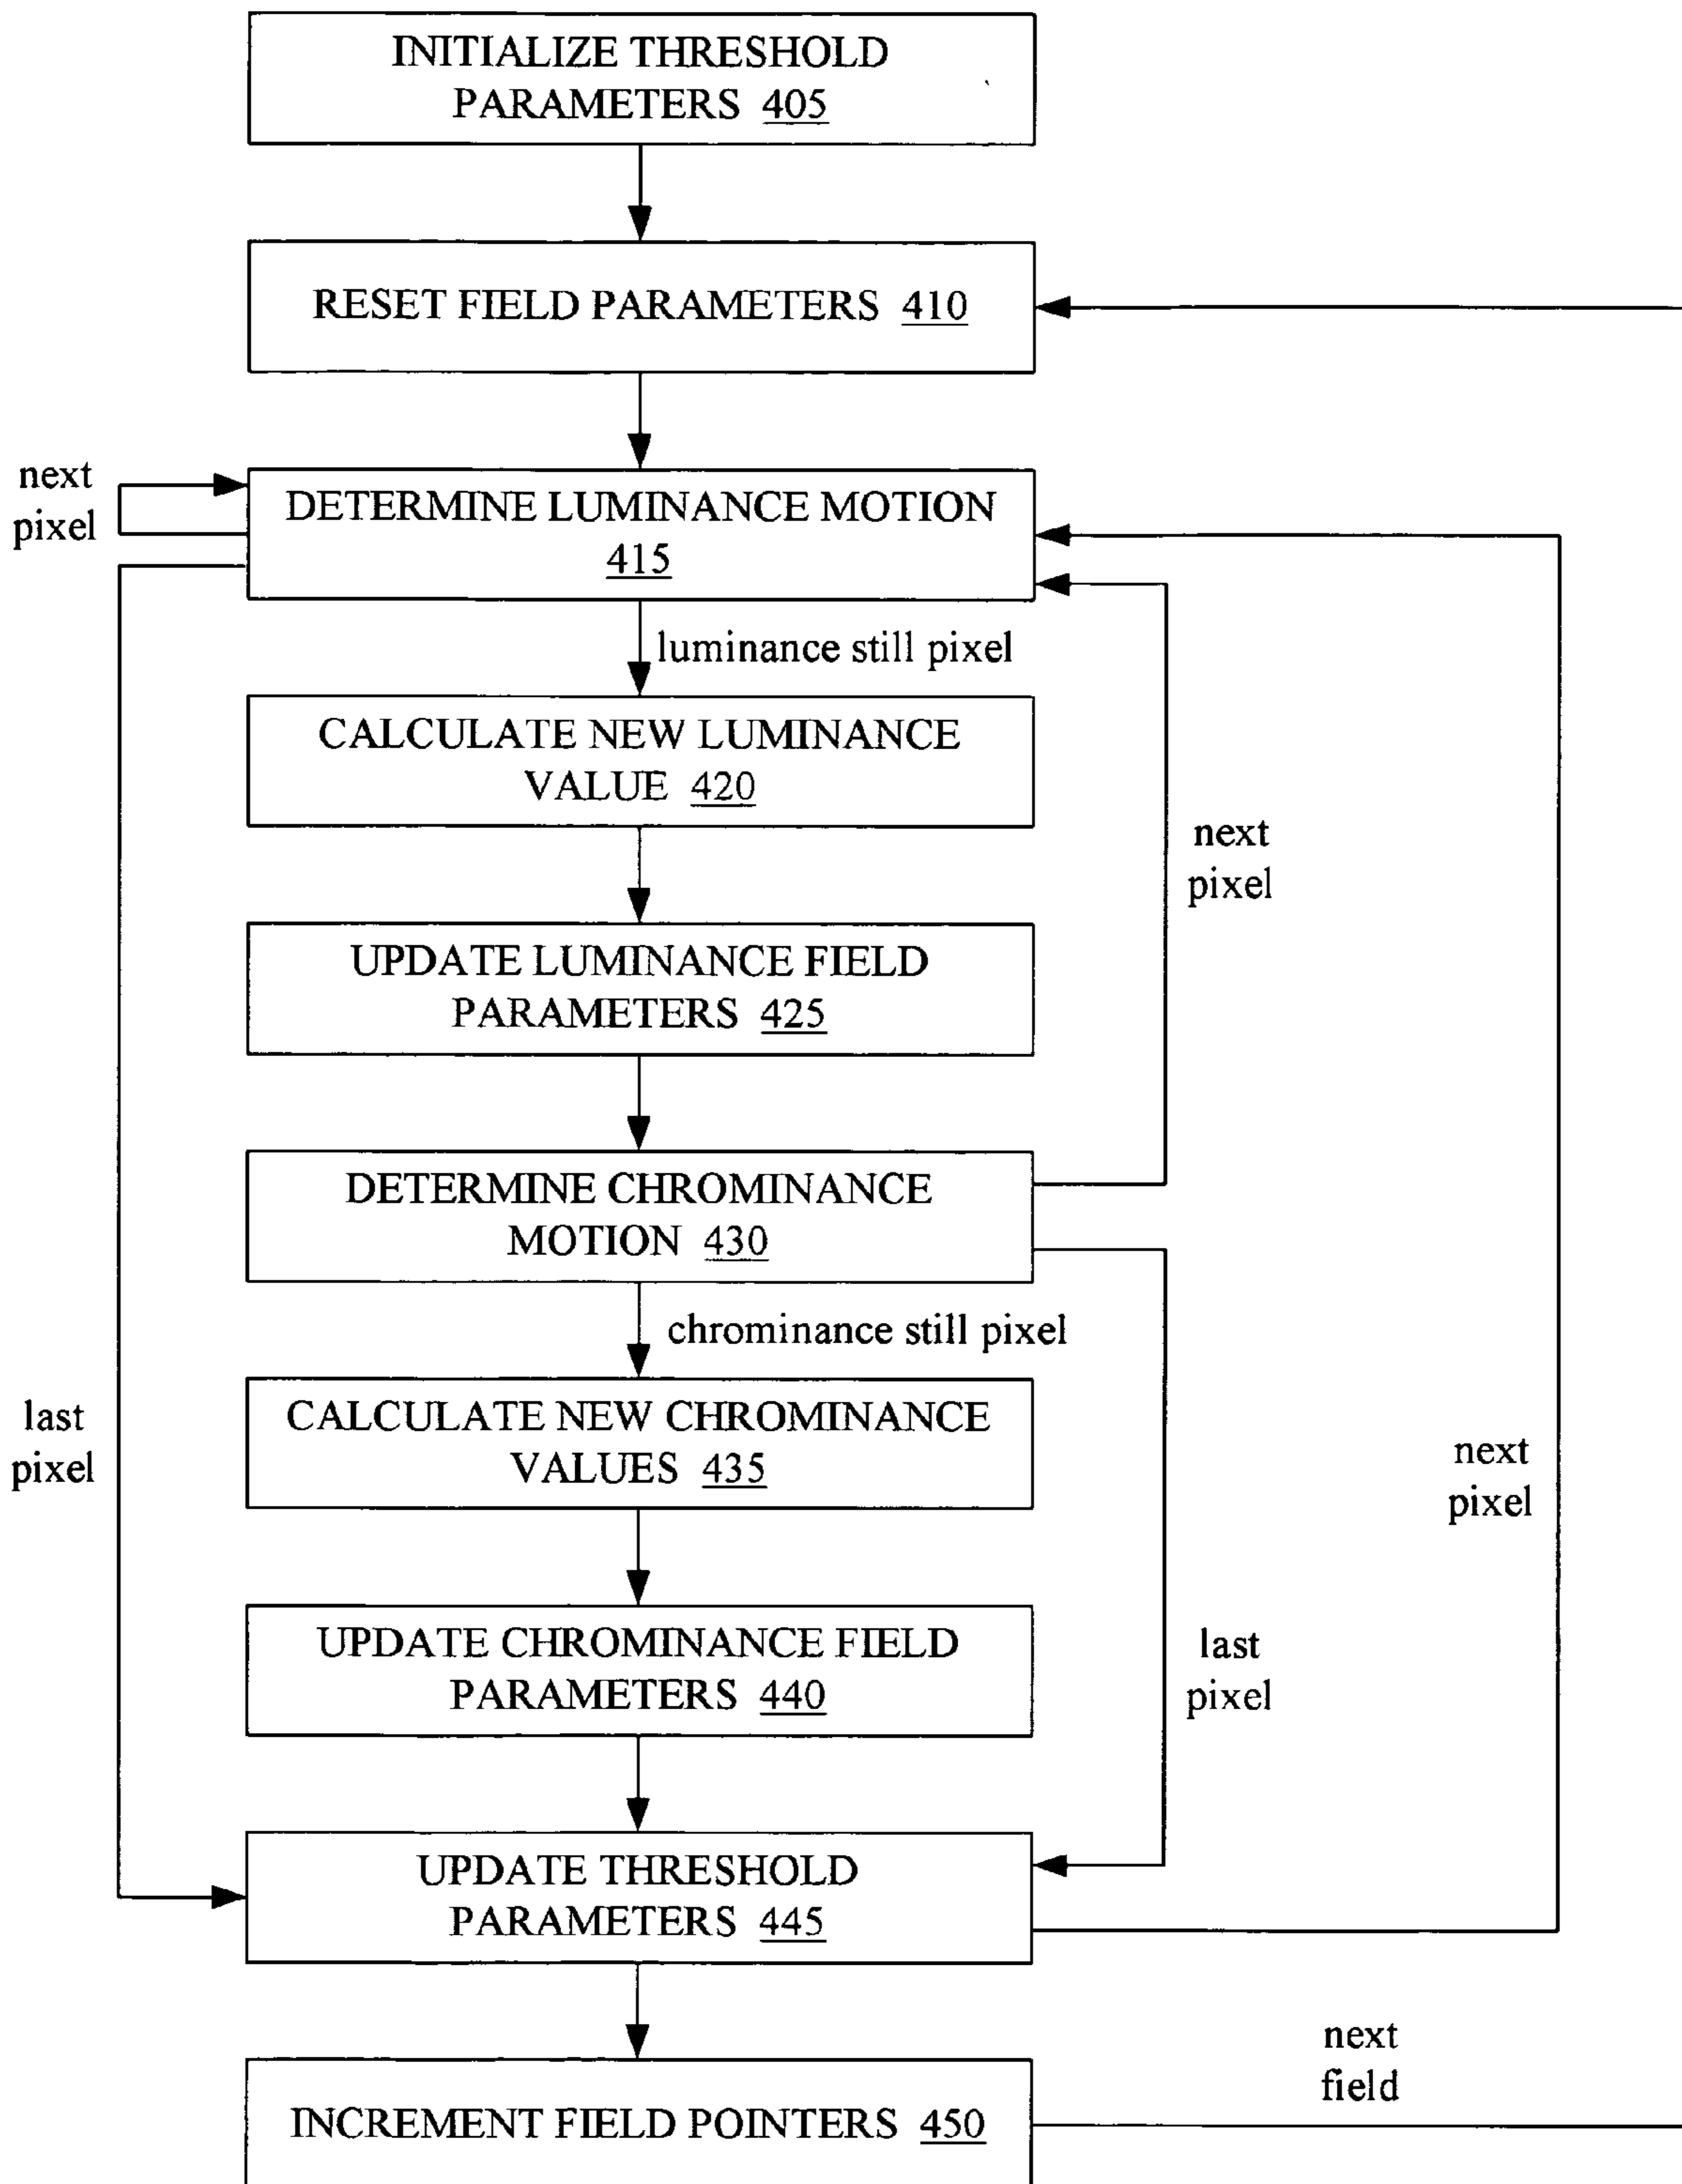 INITIALIZE THRESHOLD
PARAMETERS 405
RESET FIELD PARAMETERS 410
next
pixel
DETERMINE LUMINANCE MOTION
415
luminance still pixel
CALCULATE NEW LUMINANCE
VALUE 420
next
pixel
UPDATE LUMINANCE FIELD
PARAMETERS 425
DETERMINE CHROMINANCE
MOTION 430
chrominance still pixel
CALCULATE NEW CHROMINANCE
VALUES 435
last
pixel
next
pixel
UPDATE CHROMINANCE FIELD
PARAMETERS 440
last
pixel
UPDATE THRESHOLD
PARAMETERS 445
next
field
INCREMENT FIELD POINTERS 450